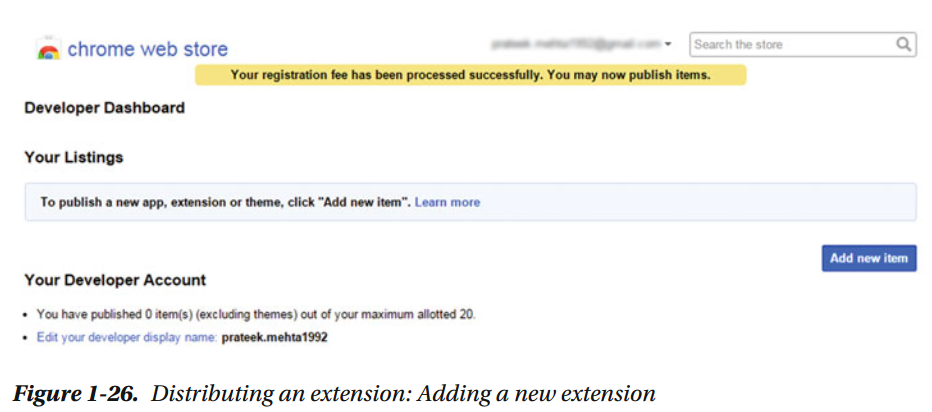 chrome web store
Search the store
Your registration fee has been processed successfully. You may now publish items.
Developer Dashboard
Your Listings
To publish a new app, extension or theme, click "Add new item". Learn more
Add new item
Your Developer Account
• You have published 0 item(s) (excluding themes) out of your maximum allotted 20.
• Edit your developer display name: prateek.mehta1992
Figure 1-26. Distributing an extension: Adding a new extension